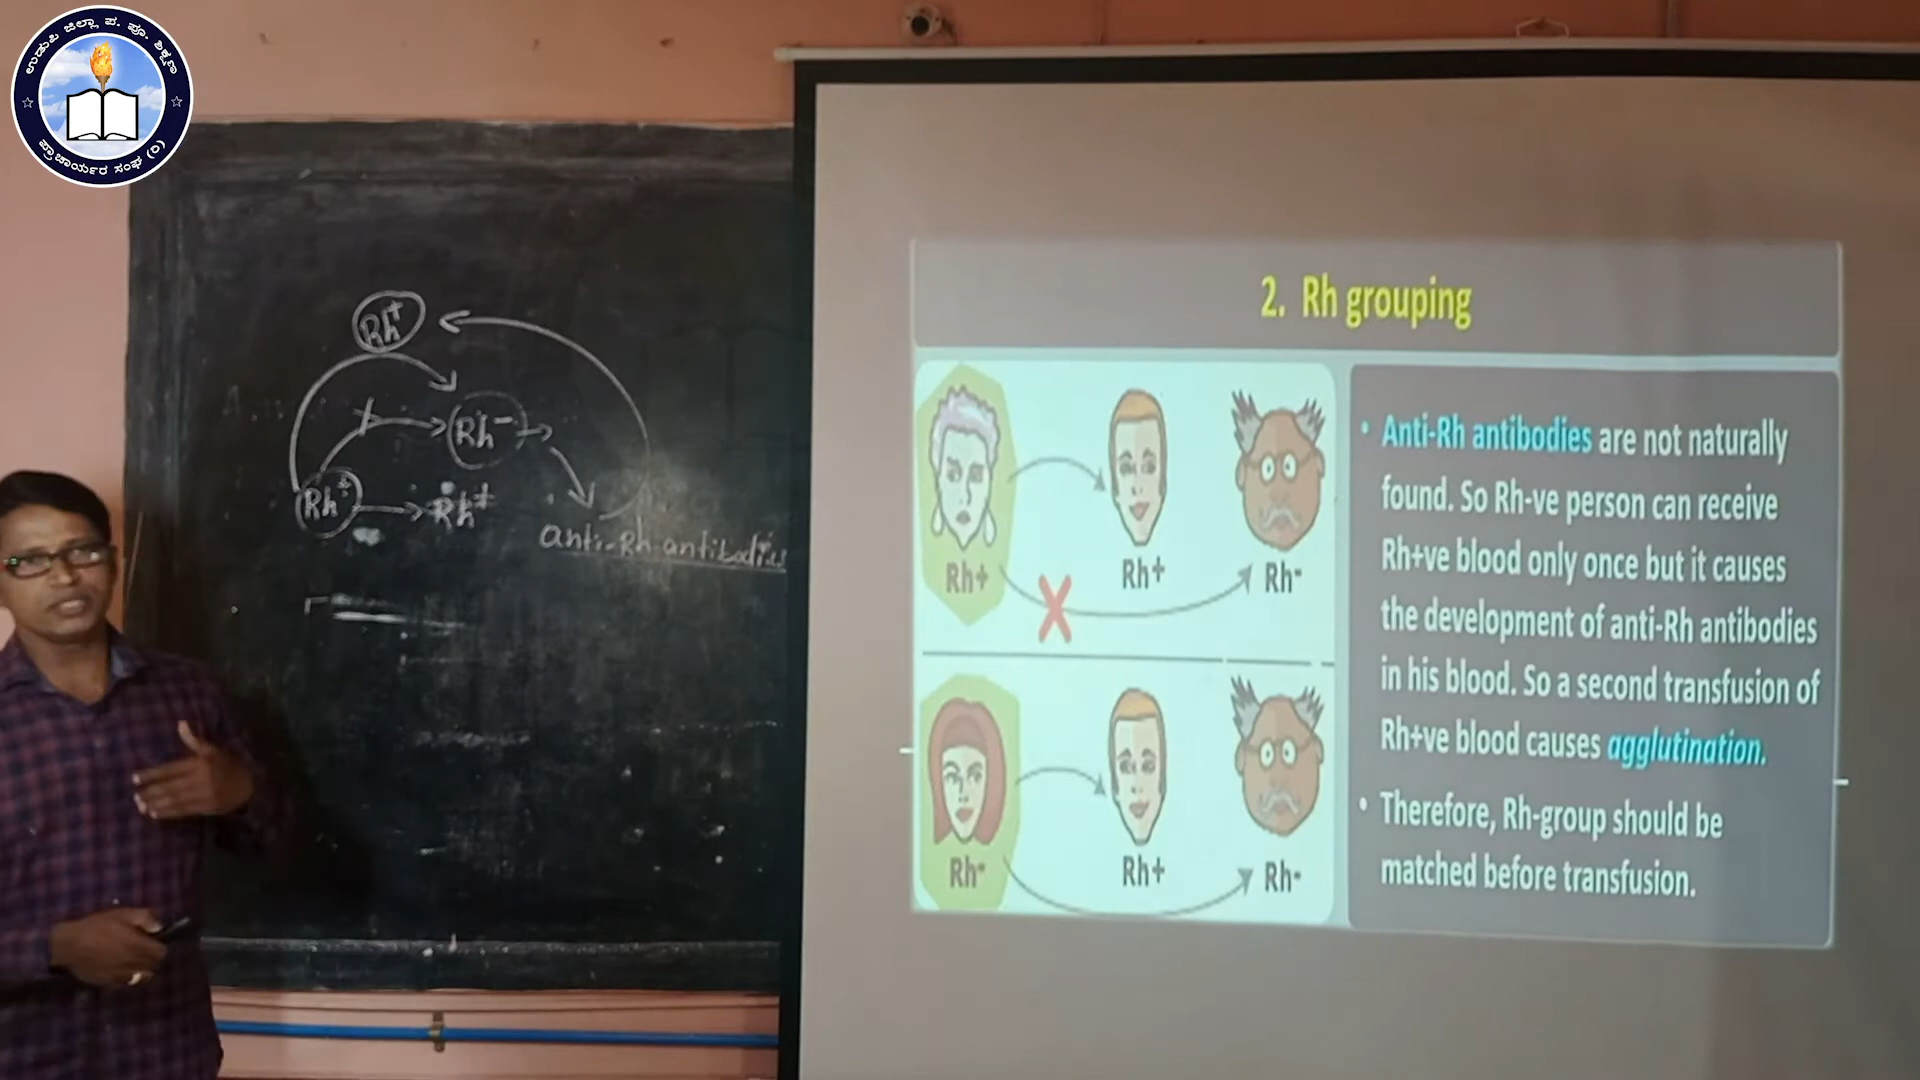 ಉಡುಪಿ ಜಿಲ್ಲಾ ಪ. ಪೂ. ಶಿಕ್ಷಣ
ಪ್ರಾಚಾರ್ಯರ ಸಂಘ (ರಿ)
Rh+
Rh-
Rh+
Rh+
anti-Rh-antibodies
2. Rh grouping
Rh+
Rh+
Rh-
Rh-
Rh+
Rh-
• Anti-Rh antibodies are not naturally
found. So Rh-ve person can receive
Rh+ve blood only once but it causes
the development of anti-Rh antibodies
in his blood. So a second transfusion of
Rh+ve blood causes agglutination.
• Therefore, Rh-group should be
matched before transfusion.